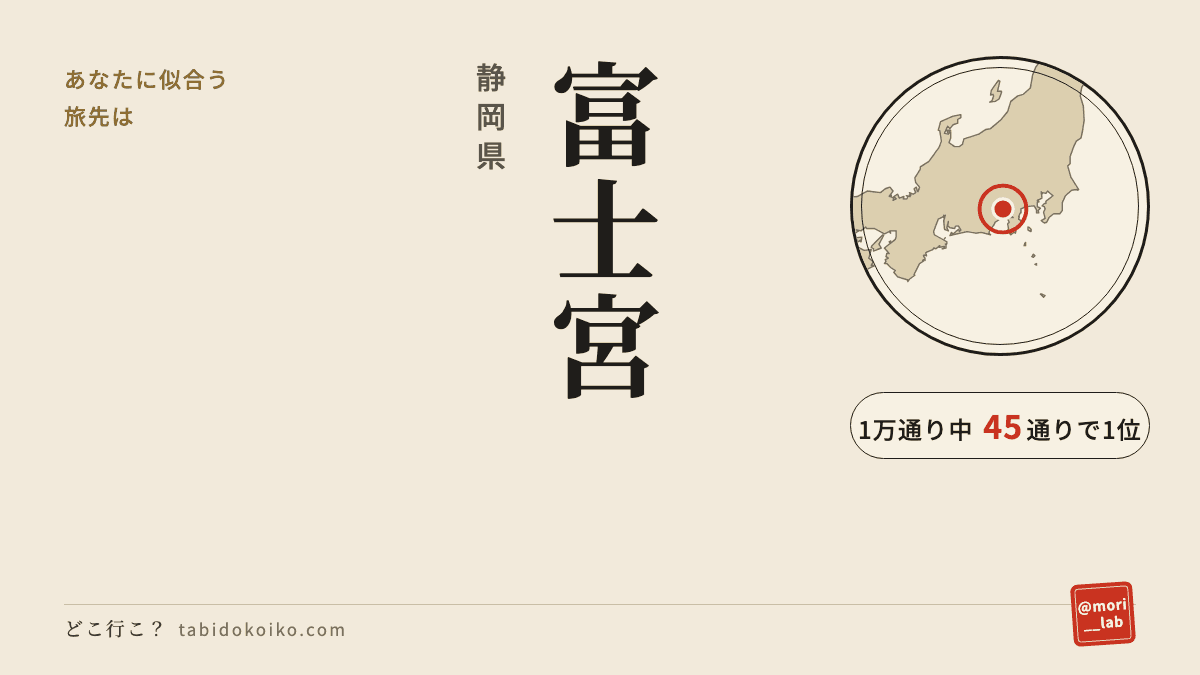 あなたに似合う
旅先は
富士宮
静岡県
1万通り中 45通りで1位
どこ行こ？ tabidokoiko.com
@mori
__lab